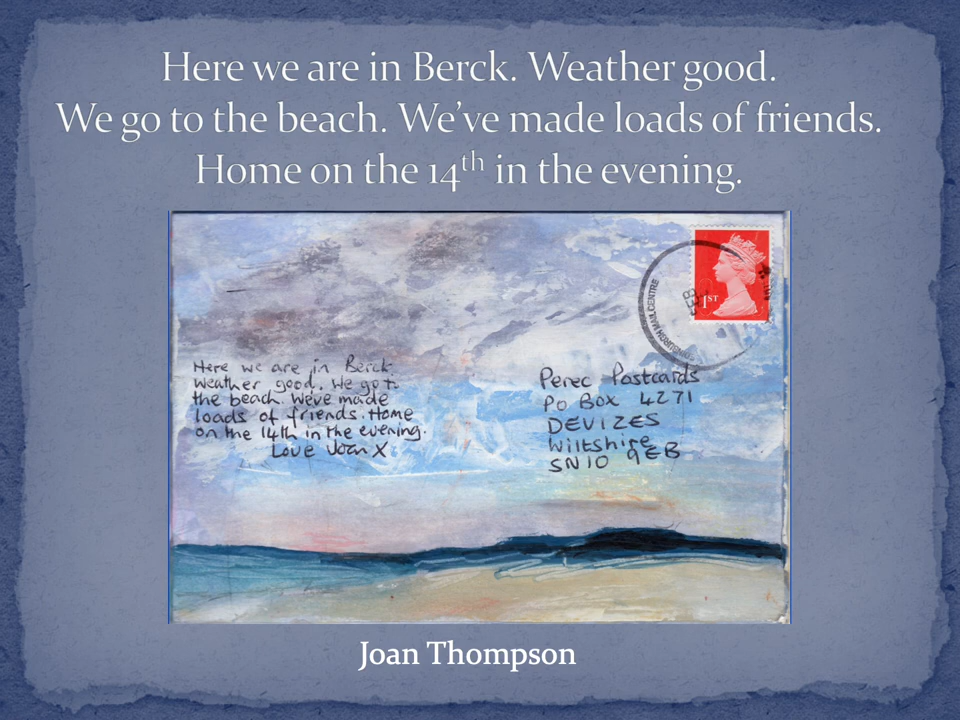 Here we are in Berck. Weather good.
We go to the beach. We've made loads of friends.
Home on the 14th in the evening.
1ST
FEB
MAIL CENTRE
Here we are in Berck.
Weather good. We go to
the beach. We've made
loads of friends. Home
on the 14th in the evening.
Love Joan X
Perec Postcards
Po Box 4271
DEVIZES
Wiltshire
SN10 9EB
Joan Thompson